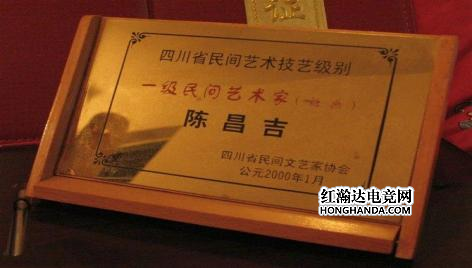 证
四川省民间艺术技艺级别
一级民间艺术家
陈昌吉
四川省民间文艺家协会
公元2000年1月
红瀚达电竞网
HONGHANDA.COM